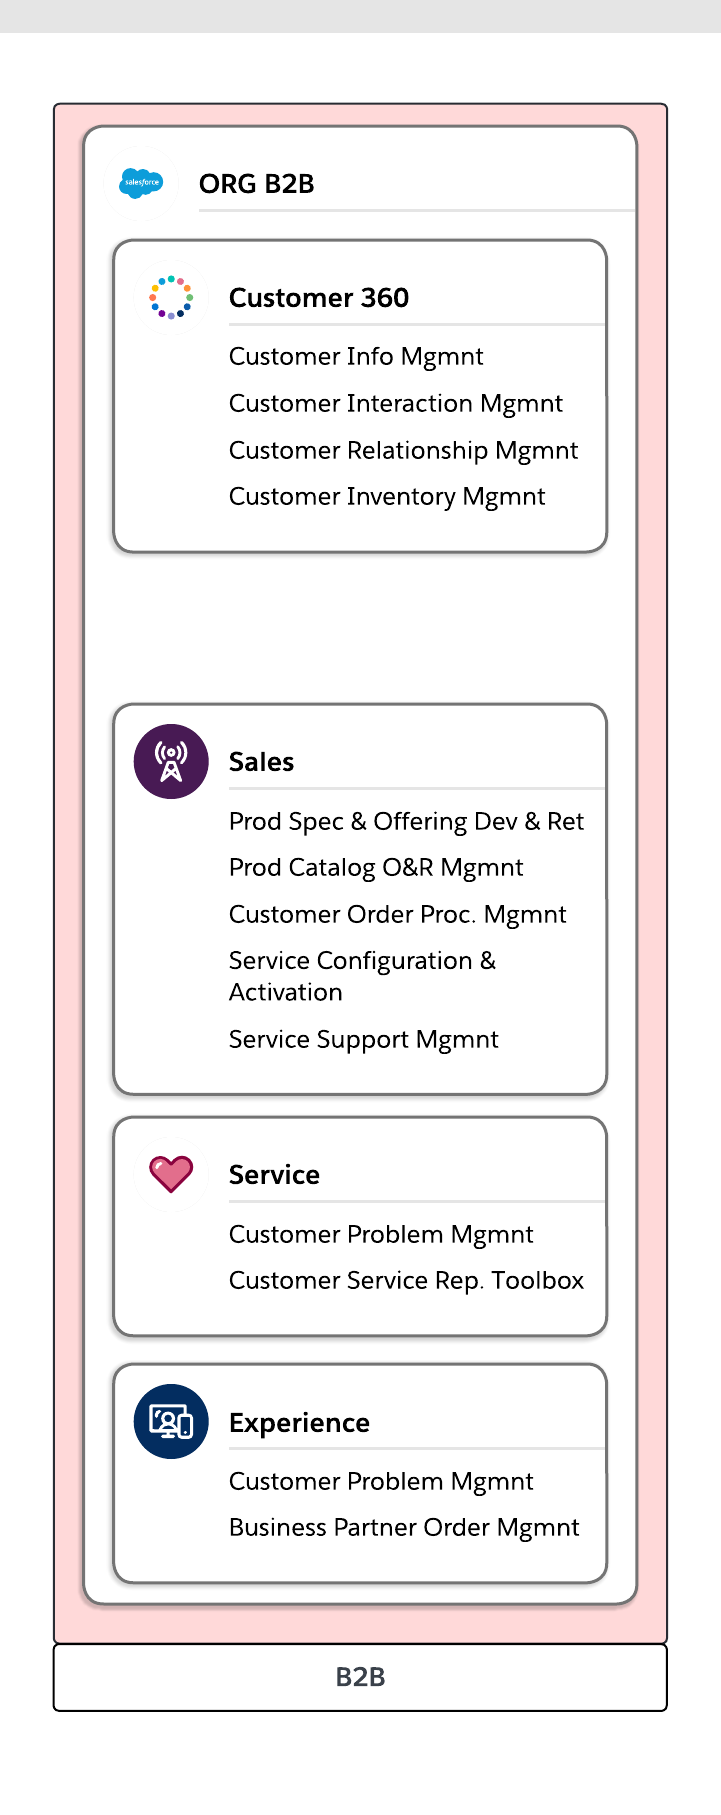 salesforce
ORG B2B
Customer 360
Customer Info Mgmnt
Customer Interaction Mgmnt
Customer Relationship Mgmnt
Customer Inventory Mgmnt
Sales
Prod Spec & Offering Dev & Ret
Prod Catalog O&R Mgmnt
Customer Order Proc. Mgmnt
Service Configuration &
Activation
Service Support Mgmnt
Service
Customer Problem Mgmnt
Customer Service Rep. Toolbox
Experience
Customer Problem Mgmnt
Business Partner Order Mgmnt
B2B